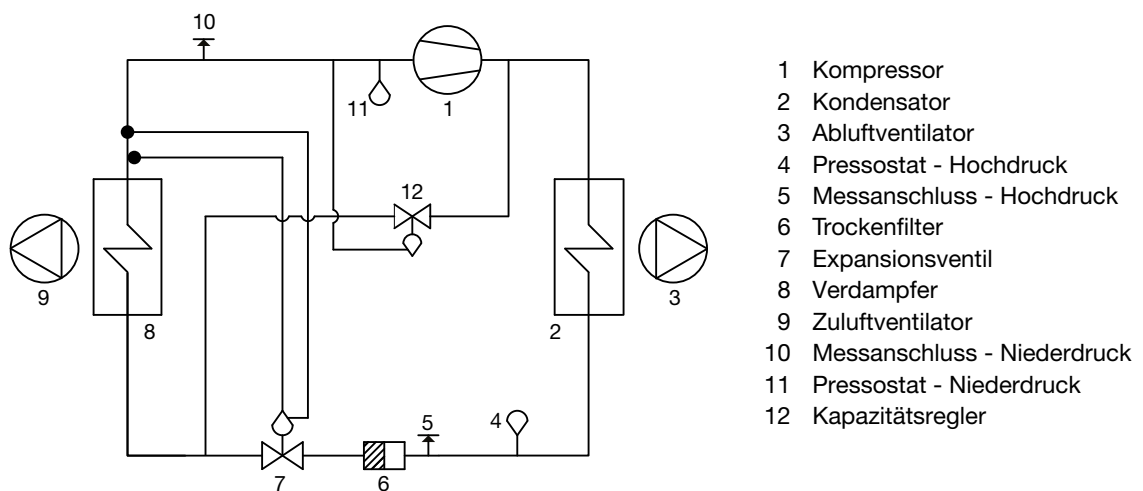 10
11
1
12
9
8
2
3
7
6
5
4
1 Kompressor
2 Kondensator
3 Abluftventilator
4 Pressostat - Hochdruck
5 Messanschluss - Hochdruck
6 Trockenfilter
7 Expansionsventil
8 Verdampfer
9 Zuluftventilator
10 Messanschluss - Niederdruck
11 Pressostat - Niederdruck
12 Kapazitätsregler